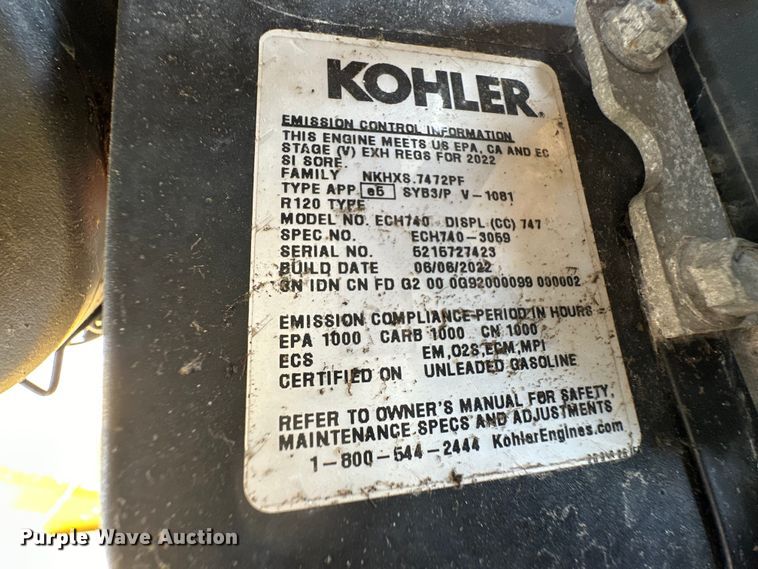 KOHLER.
EMISSION CONTROL INFORMATION
THIS ENGINE MEETS US EPA, CA AND EC
STAGE (V) EXH REGS FOR 2022
SI SORE.
FAMILY NKHXS.7472PF
TYPE APP. e5 SYB3/P V-1081
R120 TYPE
MODEL NO. ECH740 DISPL (CC) 747
SPEC NO. ECH740-3059
SERIAL NO. 5215727423
BUILD DATE 06/06/2022
GN IDN CN FD G2 00 0G92000099 000002
EMISSION COMPLIANCE PERIOD IN HOURS
EPA 1000 CARB 1000 CN 1000
ECS EM,O2S,ECM,MPI
CERTIFIED ON UNLEADED GASOLINE
REFER TO OWNER'S MANUAL FOR SAFETY,
MAINTENANCE SPECS AND ADJUSTMENTS
1-800-544-2444 KohlerEngines.com
Purple Wave Auction